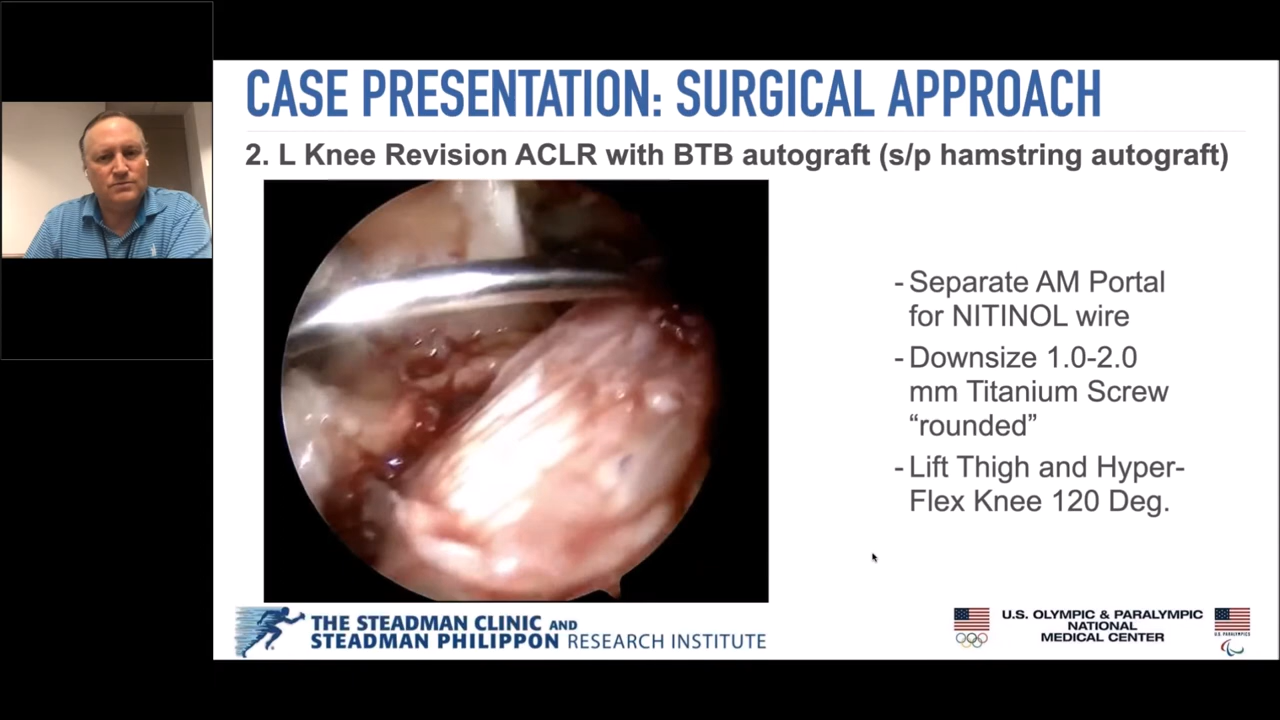 CASE PRESENTATION: SURGICAL APPROACH
2. L Knee Revision ACLR with BTB autograft (s/p hamstring autograft)
- Separate AM Portal
for NITINOL wire
- Downsize 1.0-2.0
mm Titanium Screw
“rounded”
- Lift Thigh and Hyper-
Flex Knee 120 Deg.
THE STEADMAN CLINIC AND
STEADMAN PHILIPPON RESEARCH INSTITUTE
U.S. OLYMPIC & PARALYMPIC
NATIONAL
MEDICAL CENTER
U.S. PARALYMPICS